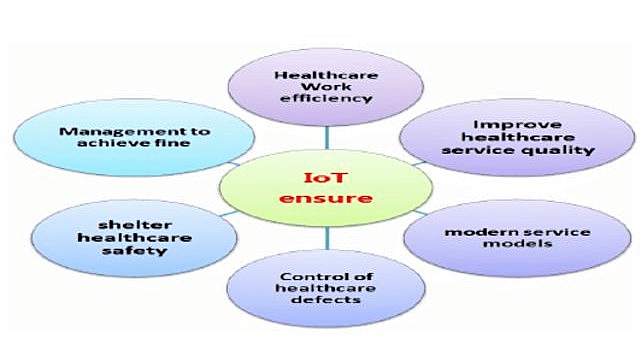 Healthcare
Work
efficiency
Management to
achieve fine
Improve
healthcare
service quality
IoT
ensure
shelter
healthcare
safety
modern service
models
Control of
healthcare
defects